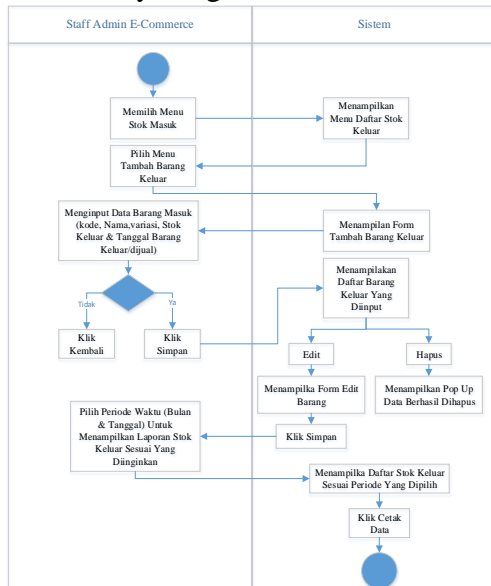 Staff Admin E-Commerce
Sistem
Memilih Menu
Stok Masuk
Menampilkan
Menu Daftar Stok
Keluar
Pilih Menu
Tambah Barang
Keluar
Menginput Data Barang Masuk
(kode, Nama,variasi, Stok
Keluar & Tanggal Barang
Keluar/dijual)
Menampilan Form
Tambah Barang Keluar
Menampilakan
Daftar Barang
Keluar Yang
Diinput
Tidak
Ya
Klik
Kembali
Klik
Simpan
Edit
Hapus
Menampilka Form Edit
Barang
Menampilkan Pop Up
Data Berhasil Dihapus
Pilih Periode Waktu (Bulan
& Tanggal) Untuk
Menampilkan Laporan Stok
Keluar Sesuai Yang
Diinginkan
Klik Simpan
Menampilka Daftar Stok Keluar
Sesuai Periode Yang Dipilih
Klik Cetak
Data